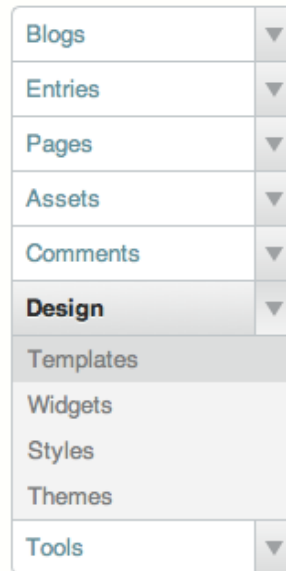 Blogs
Entries
Pages
Assets
Comments
Design
Templates
Widgets
Styles
Themes
Tools